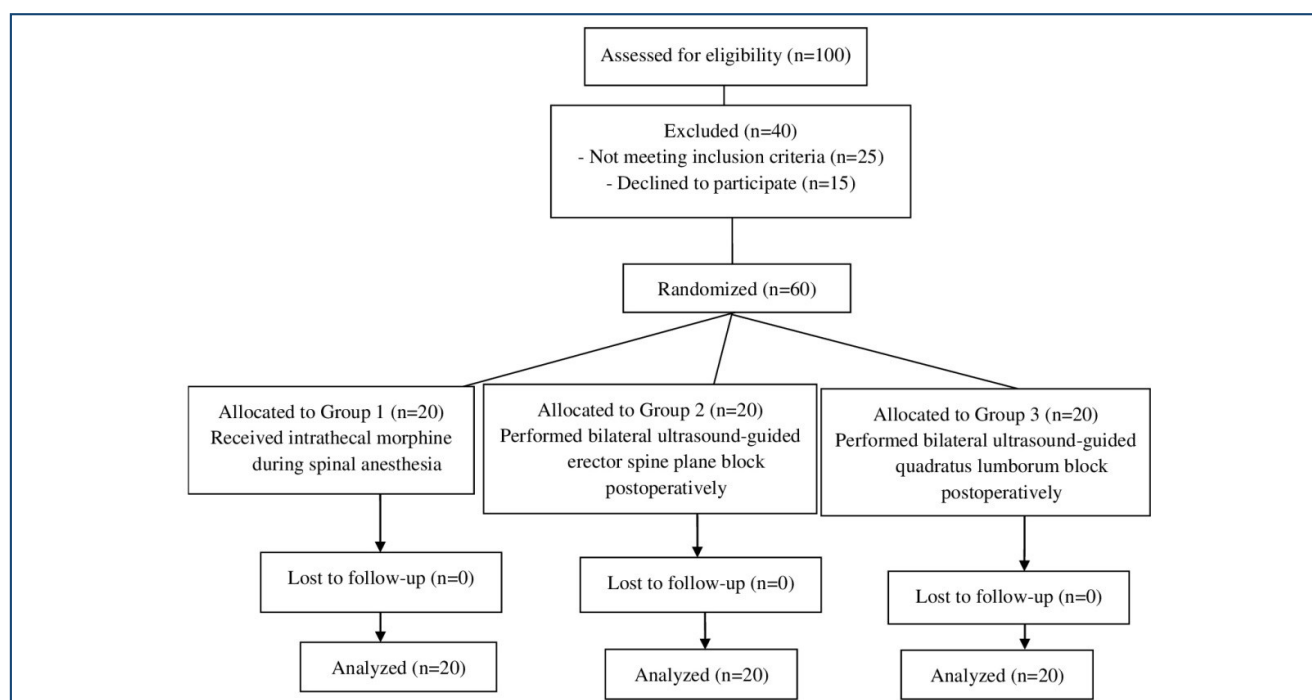 Assessed for eligibility (n=100)
Excluded (n=40)
- Not meeting inclusion criteria (n=25)
- Declined to participate (n=15)
Randomized (n=60)
Allocated to Group 1 (n=20)
Received intrathecal morphine
during spinal anesthesia
Allocated to Group 2 (n=20)
Performed bilateral ultrasound-guided
erector spine plane block
postoperatively
Allocated to Group 3 (n=20)
Performed bilateral ultrasound-guided
quadratus lumborum block
postoperatively
Lost to follow-up (n=0)
Lost to follow-up (n=0)
Lost to follow-up (n=0)
Analyzed (n=20)
Analyzed (n=20)
Analyzed (n=20)